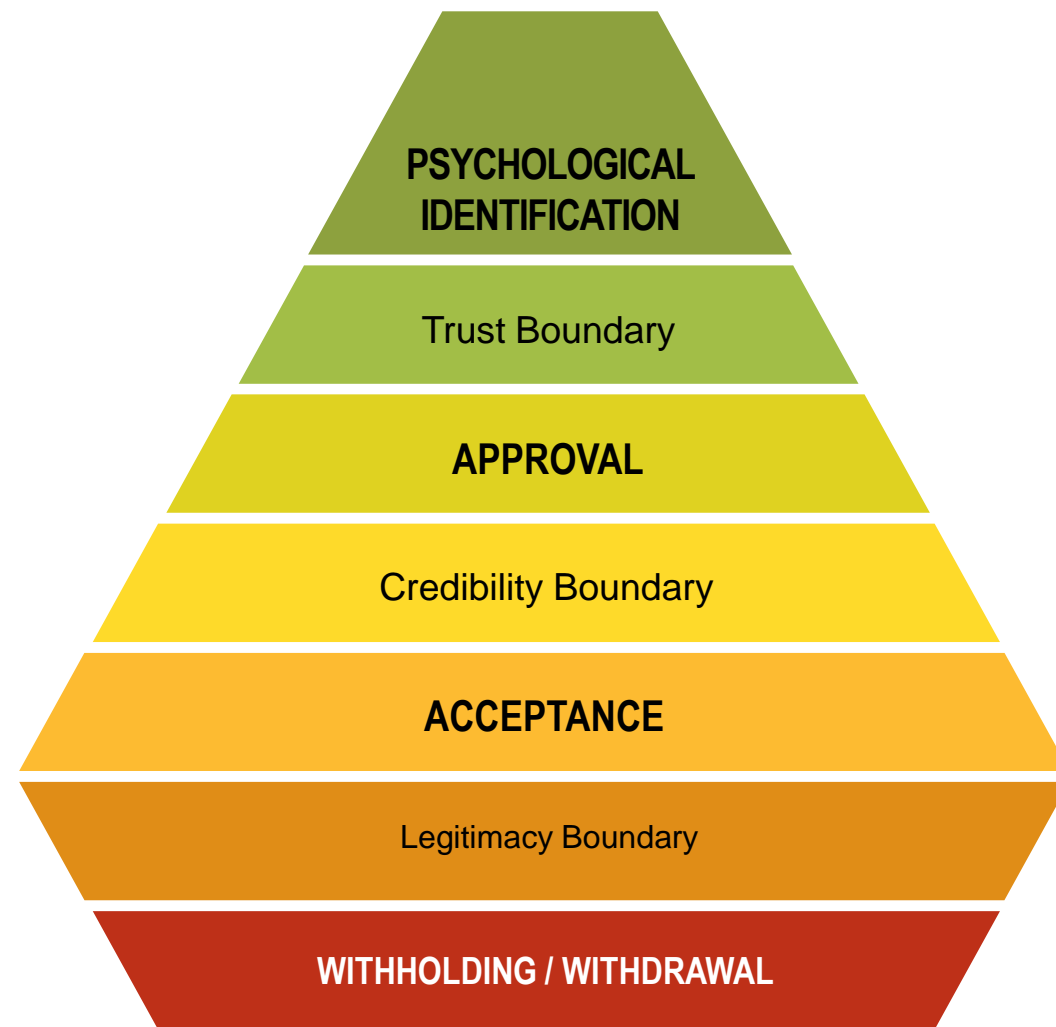 PSYCHOLOGICAL
IDENTIFICATION
Trust Boundary
APPROVAL
Credibility Boundary
ACCEPTANCE
Legitimacy Boundary
WITHHOLDING / WITHDRAWAL